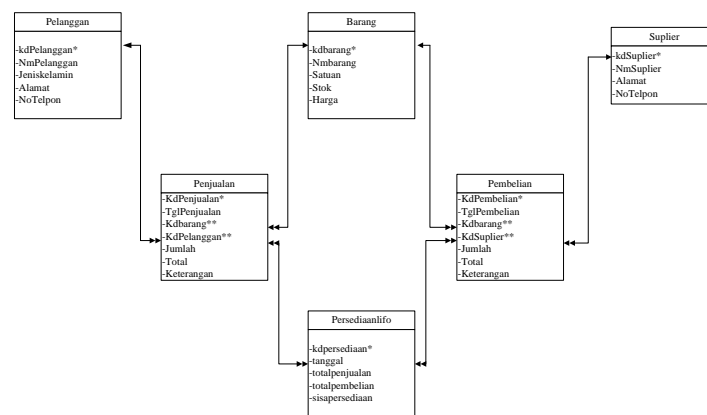 Pelanggan
-kdPelanggan*
-NmPelanggan
-Jeniskelamin
-Alamat
-NoTelpon
Barang
-kdbarang*
-Nmbarang
-Satuan
-Stok
-Harga
Suplier
-kdSuplier*
-NmSuplier
-Alamat
-NoTelpon
Penjualan
-KdPenjualan*
-TglPenjualan
-Kdbarang**
-KdPelanggan**
-Jumlah
-Total
-Keterangan
Pembelian
-KdPembelian*
-TglPembelian
-Kdbarang**
-KdSuplier**
-Jumlah
-Total
-Keterangan
Persediaanlifo
-kdpersediaan*
-tanggal
-totalpenjualan
-totalpembelian
-sisapersediaan